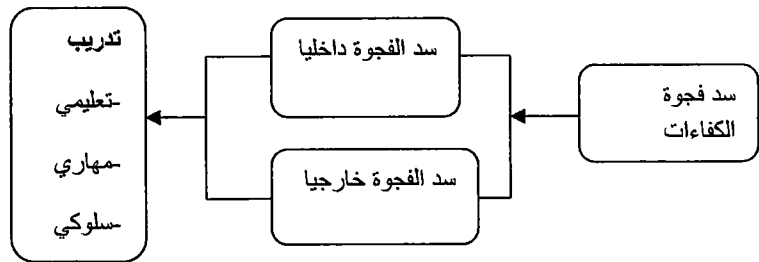 سد فجوة
الكفاءات
سد الفجوة داخليا
سد الفجوة خارجيا
تدريب
-تعليمي
-مهاري
-سلوكي